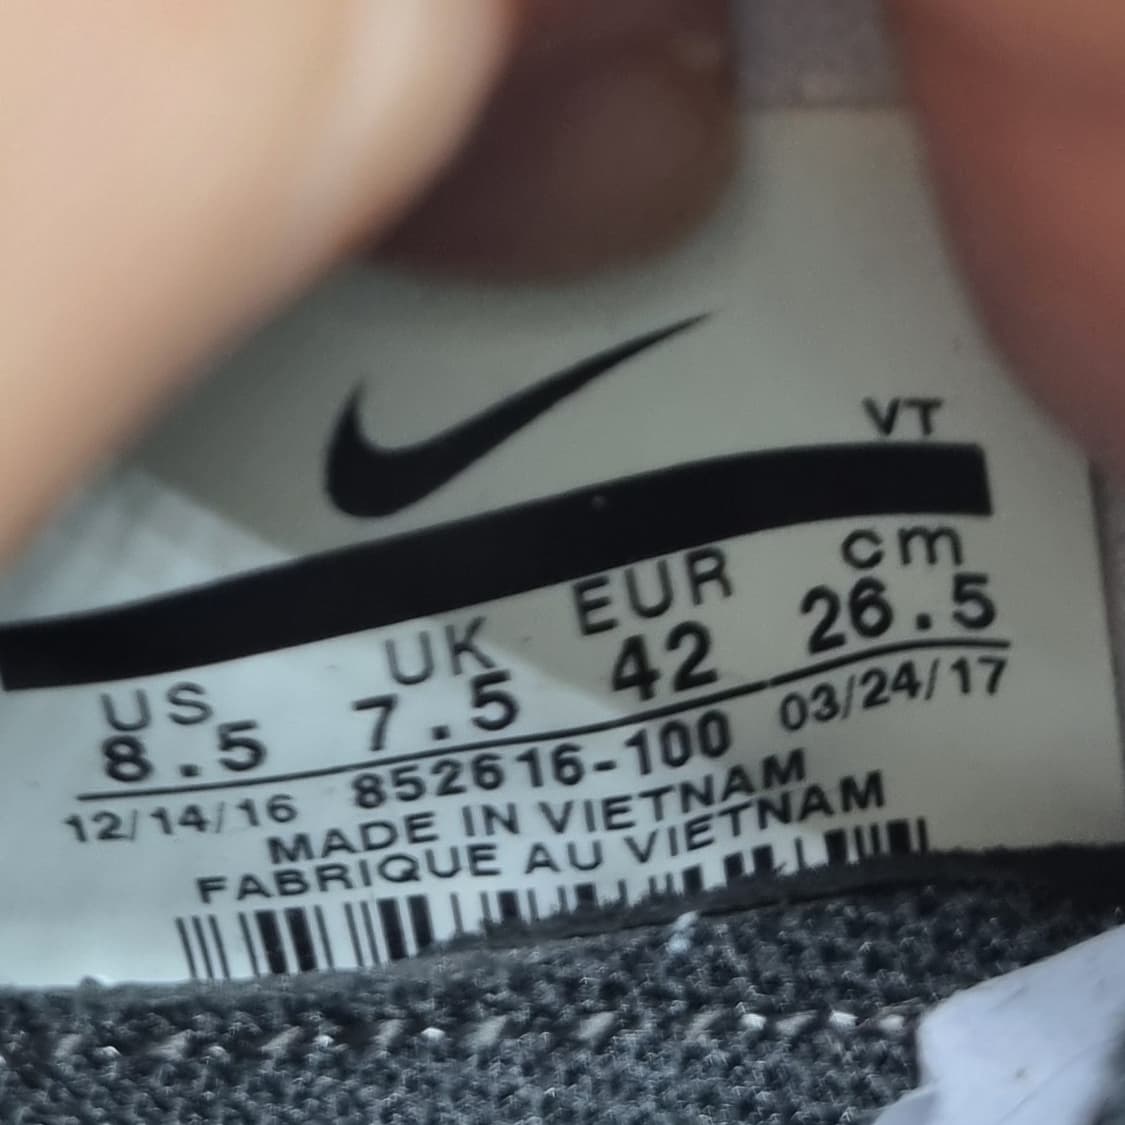 VT
US UK EUR cm
8.5 7.5 42 26.5
12/14/16 852616-100 03/24/17
MADE IN VIETNAM
FABRIQUE AU VIETNAM